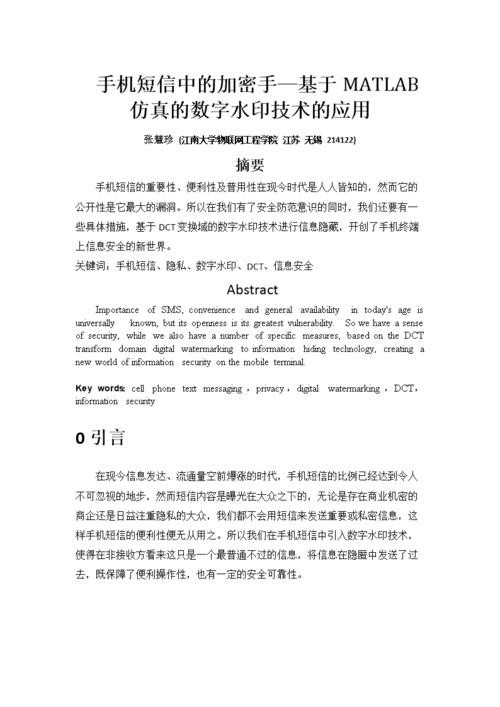 手机短信中的加密手—基于 MATLAB
仿真的数字水印技术的应用
张慧珍 (江南大学物联网工程学院 江苏 无锡 214122)
摘要
手机短信的重要性、便利性及普用性在现今时代是人人皆知的，然而它的
公开性是它最大的漏洞。所以在我们有了安全防范意识的同时，我们还要有一
些具体措施，基于 DCT 变换域的数字水印技术进行信息隐藏，开创了手机终端
上信息安全的新世界。
关键词：手机短信、隐私、数字水印、DCT、信息安全
Abstract
Importance of SMS, convenience and general availability in today's age is
universally known, but its openness is its greatest vulnerability. So we have a sense
of security, while we also have a number of specific measures, based on the DCT
transform domain digital watermarking to information hiding technology, creating a
new world of information security on the mobile terminal.
Key words: cell phone text messaging，privacy，digital watermarking，DCT，
information security
0 引言
在现今信息发达、流通量空前爆涨的时代，手机短信的比例已经达到令人
不可忽视的地步，然而短信内容是曝光在大众之下的，无论是存在商业机密的
商企还是日益注重隐私的大众，我们都不会用短信来发送重要或私密信息，这
样手机短信的便利性便无从用之。所以我们在手机短信中引入数字水印技术，
使得在非接收方看来这只是一个最普通不过的信息，将信息在隐匿中发送了过
去，既保障了便利操作性，也有一定的安全可靠性。